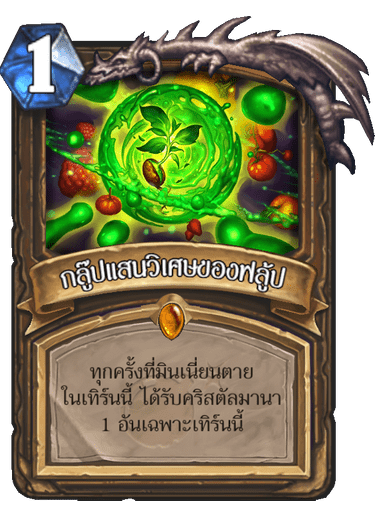 1
กลู๊ปแสนวิเศษของฟลู้ป
ทุกครั้งที่มินเนี่ยนตาย
ในเทิร์นนี้ ได้รับคริสตัลมานา
1 อันเฉพาะเทิร์นนี้